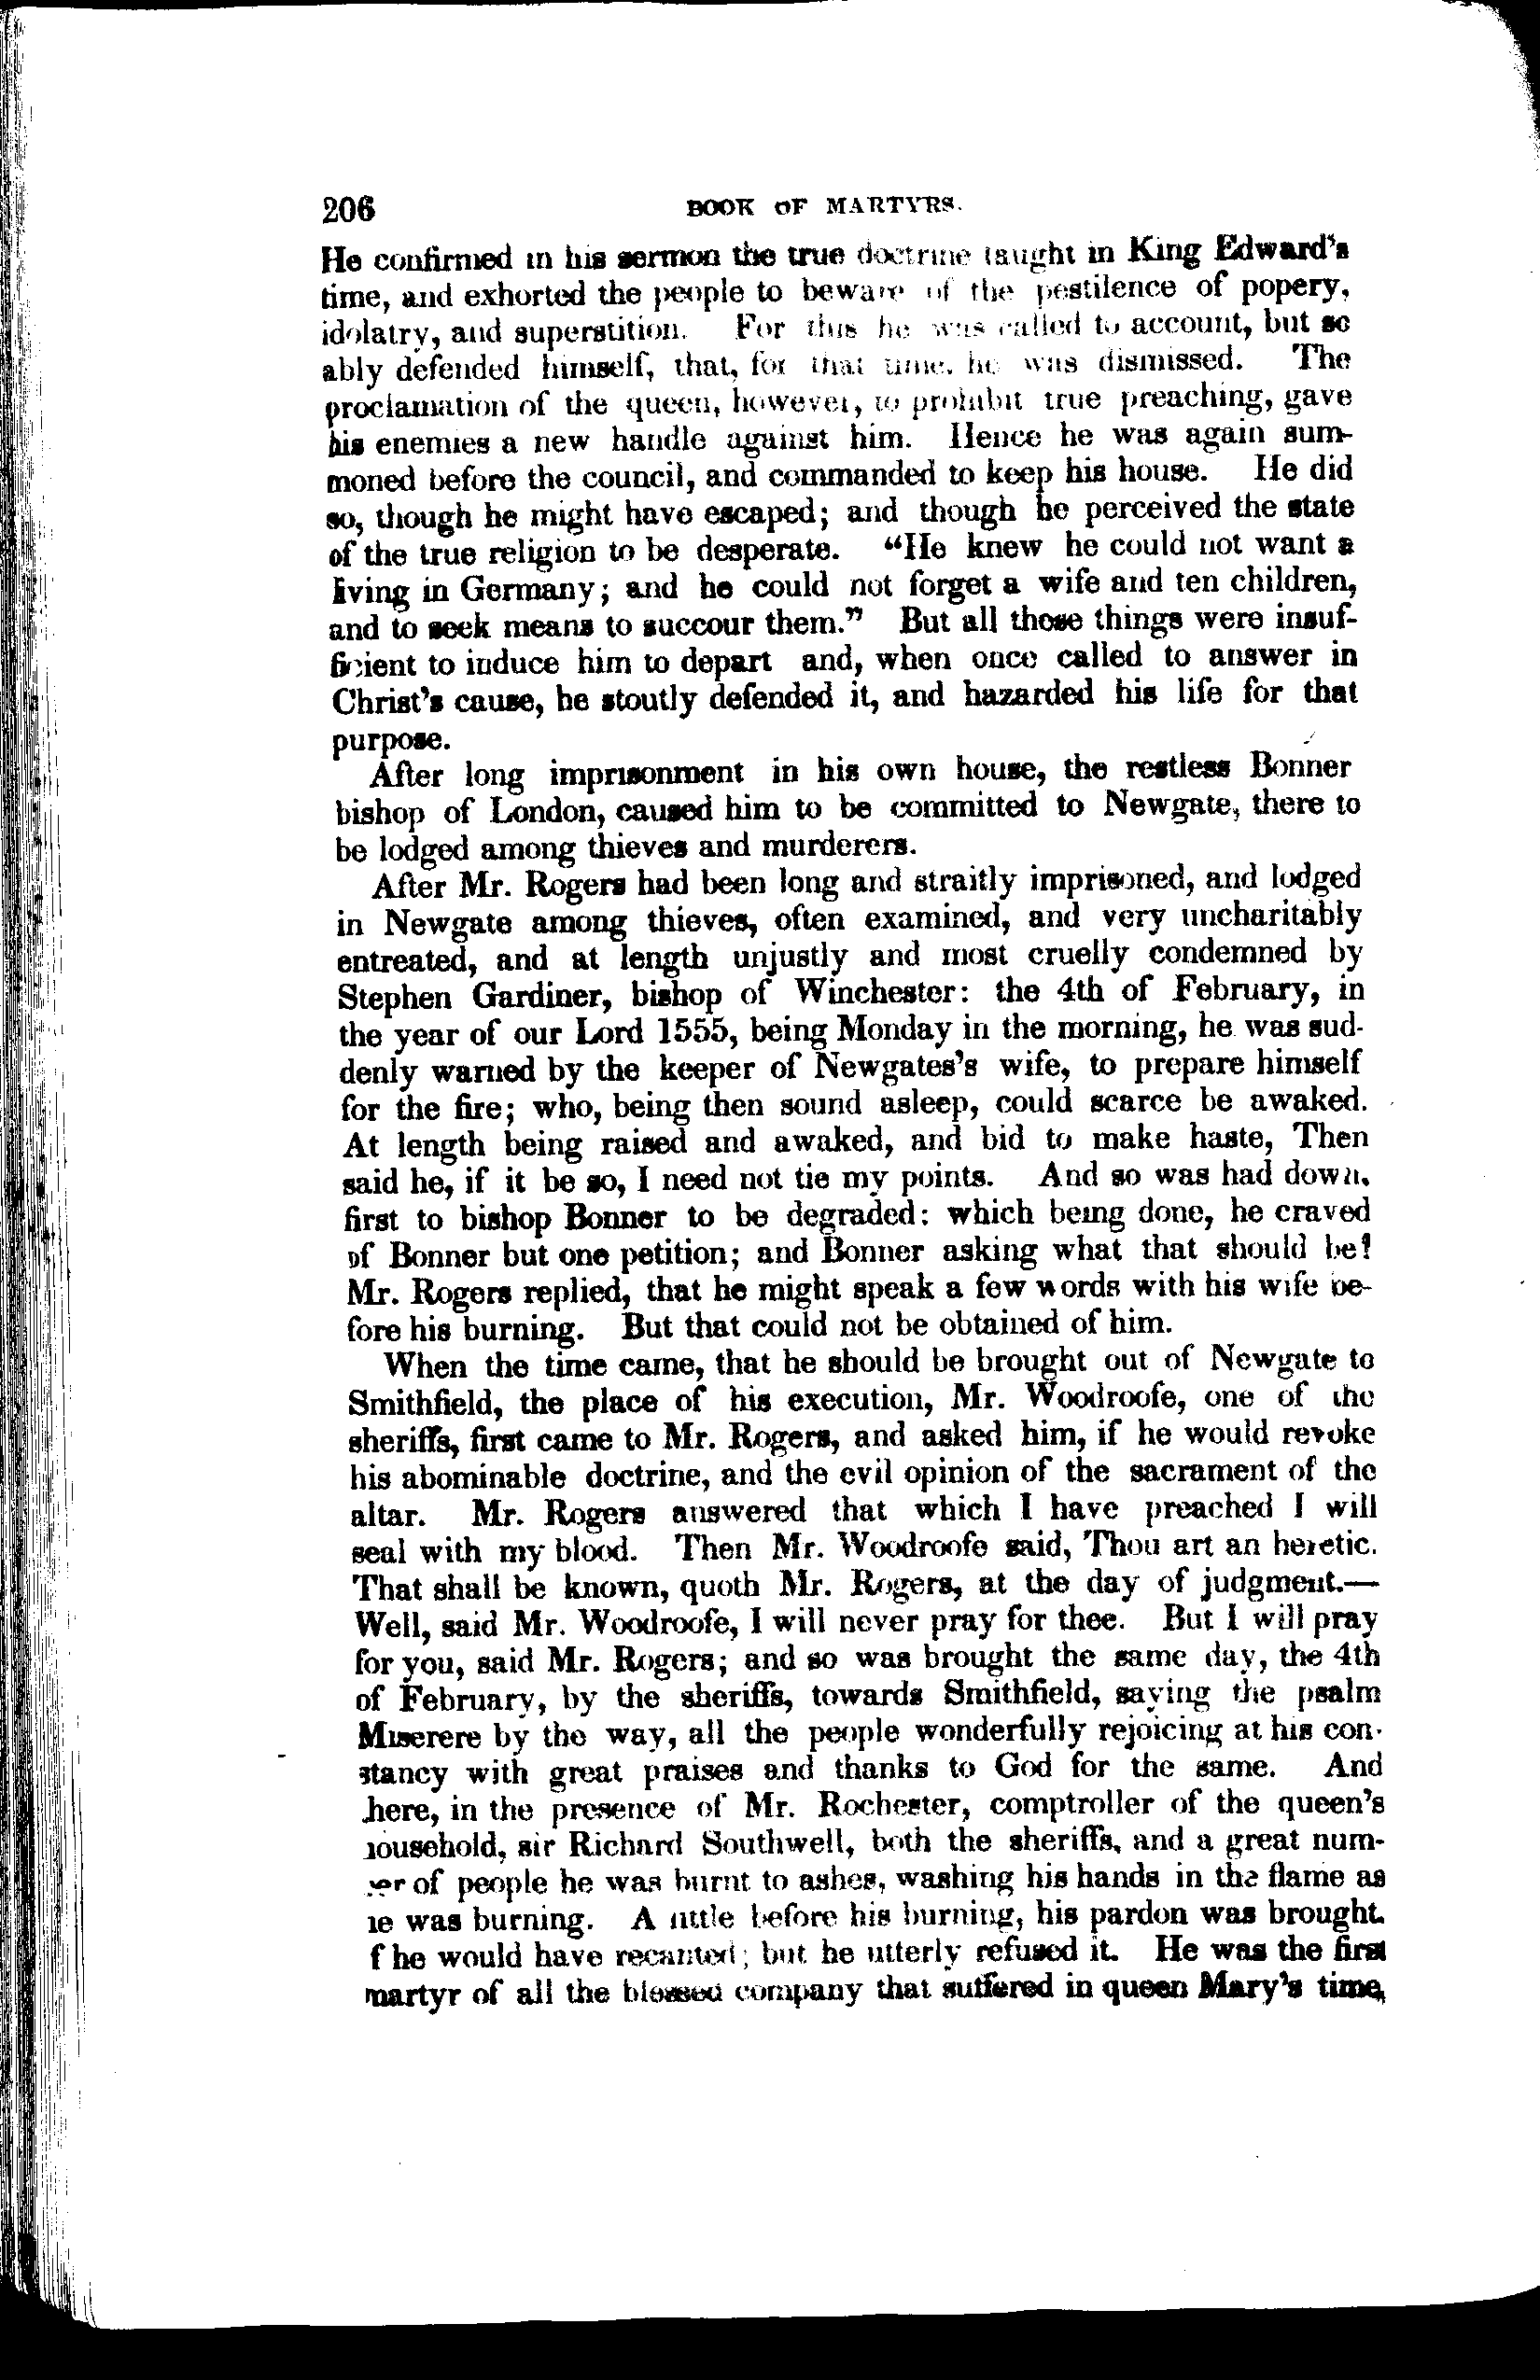 206 BOOK OF MARTYRS.
He confirmed in his sermon the true doctrine taught in King Edward's
time, and exhorted the people to beware of the pestilence of popery,
idolatry, and superstition. For this he was called to account, but so
ably defended himself, that, for that time, he was dismissed. The
proclamation of the queen, however, to prohibit true preaching, gave
his enemies a new handle against him. Hence he was again sum-
moned before the council, and commanded to keep his house. He did
so, though he might have escaped; and though he perceived the state
of the true religion to be desperate. "He knew he could not want a
living in Germany; and he could not forget a wife and ten children,
and to seek means to succour them." But all those things were insuf-
ficient to induce him to depart and, when once called to answer in
Christ's cause, he stoutly defended it, and hazarded his life for that
purpose.
After long imprisonment in his own house, the restless Bonner
bishop of London, caused him to be committed to Newgate, there to
be lodged among thieves and murderers.
After Mr. Rogers had been long and straitly imprisoned, and lodged
in Newgate among thieves, often examined, and very uncharitably
entreated, and at length unjustly and most cruelly condemned by
Stephen Gardiner, bishop of Winchester: the 4th of February, in
the year of our Lord 1555, being Monday in the morning, he was sud-
denly warned by the keeper of Newgates's wife, to prepare himself
for the fire; who, being then sound asleep, could scarce be awaked.
At length being raised and awaked, and bid to make haste, Then
said he, if it be so, I need not tie my points. And so was had down,
first to bishop Bonner to be degraded: which being done, he craved
of Bonner but one petition; and Bonner asking what that should be?
Mr. Rogers replied, that he might speak a few words with his wife be-
fore his burning. But that could not be obtained of him.
When the time came, that he should be brought out of Newgate to
Smithfield, the place of his execution, Mr. Woodroofe, one of the
sheriffs, first came to Mr. Rogers, and asked him, if he would revoke
his abominable doctrine, and the evil opinion of the sacrament of the
altar. Mr. Rogers answered that which I have preached I will
seal with my blood. Then Mr. Woodroofe said, Thou art an heretic.
That shall be known, quoth Mr. Rogers, at the day of judgment.—
Well, said Mr. Woodroofe, I will never pray for thee. But I will pray
for you, said Mr. Rogers; and so was brought the same day, the 4th
of February, by the sheriffs, towards Smithfield, saying the psalm
Miserere by the way, all the people wonderfully rejoicing at his con-
stancy with great praises and thanks to God for the same. And
here, in the presence of Mr. Rochester, comptroller of the queen's
household, sir Richard Southwell, both the sheriffs, and a great num-
ber of people he was burnt to ashes, washing his hands in the flame as
he was burning. A little before his burning, his pardon was brought.
f he would have recanted; but he utterly refused it. He was the first
martyr of all the blessed company that suffered in queen Mary's time,